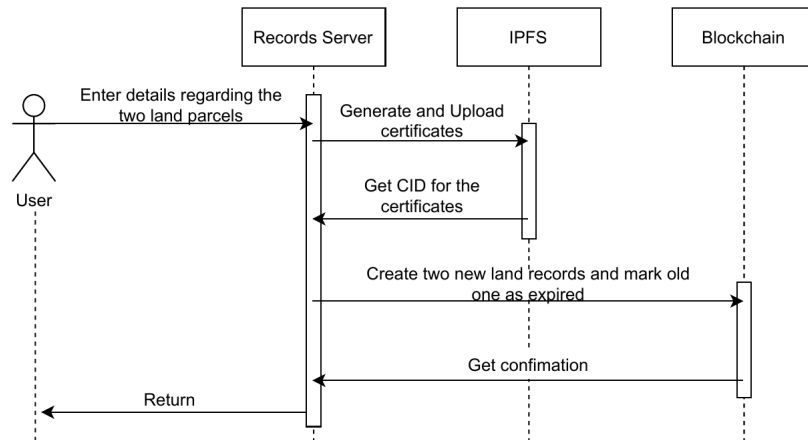 Records Server
IPFS
Blockchain
Enter details regarding the
two land parcels
Generate and Upload
certificates
Get CID for the
certificates
User
Create two new land records and mark old
one as expired
Get confimation
Return